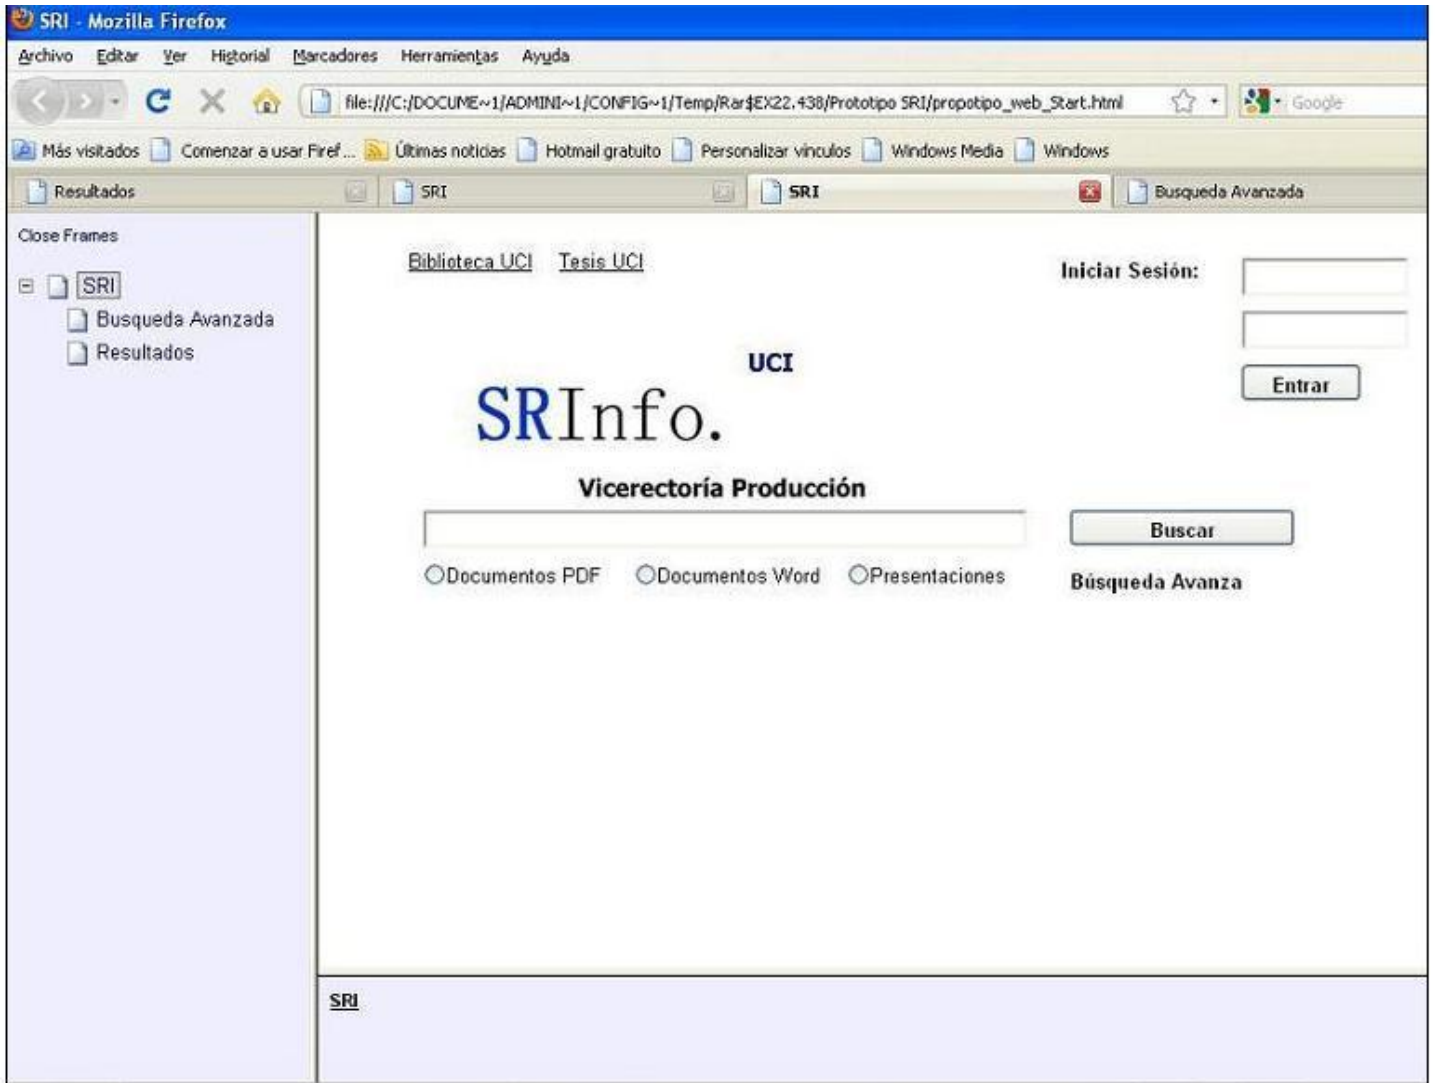 SRI - Mozilla Firefox
Archivo Editar Ver Historial Marcadores Herramientas Ayuda
file:///C:/DOCUME~1/ADMINI~1/CONFIG~1/Temp/Rar$EX22.438/Prototipo SRI/propotipo_web_Start.html Google
Más visitados Comenzar a usar Firef... Últimas noticias Hotmail gratuito Personalizar vínculos Windows Media Windows
Resultados SRI SRI Busqueda Avanzada
Close Frames
SRI
Busqueda Avanzada
Resultados
Biblioteca UCI Tesis UCI
Iniciar Sesión:
Entrar
UCI
SRInfo.
Vicerectoría Producción
Buscar
Documentos PDF Documentos Word Presentaciones
Búsqueda Avanza
SRI